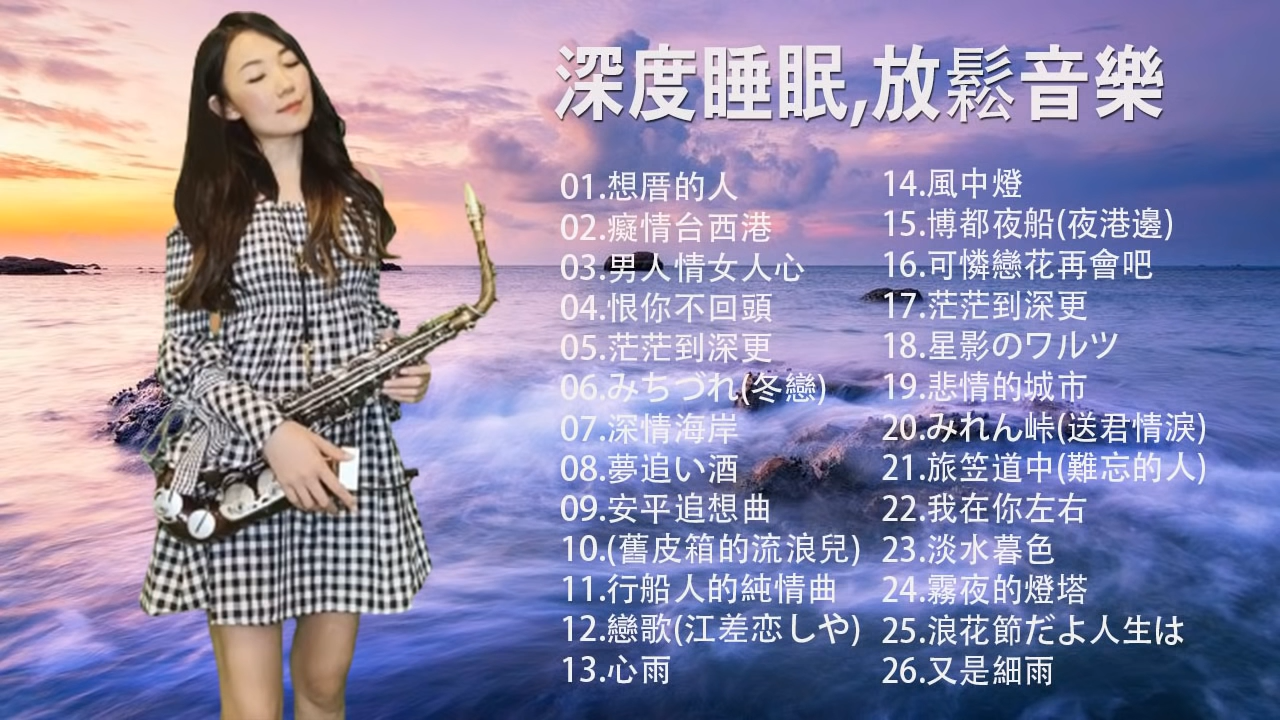 深度睡眠,放鬆音樂
01.想厝的人
02.癡情台西港
03.男人情女人心
04.恨你不回頭
05.茫茫到深更
06.みちづれ(冬戀)
07.深情海岸
08.夢追い酒
09.安平追想曲
10.(舊皮箱的流浪兒)
11.行船人的純情曲
12.戀歌(江差恋しや)
13.心雨
14.風中燈
15.博都夜船(夜港邊)
16.可憐戀花再會吧
17.茫茫到深更
18.星影のワルツ
19.悲情的城市
20.みれん峠(送君情淚)
21.旅笠道中(難忘的人)
22.我在你左右
23.淡水暮色
24.霧夜的燈塔
25.浪花節だよ人生は
26.又是細雨